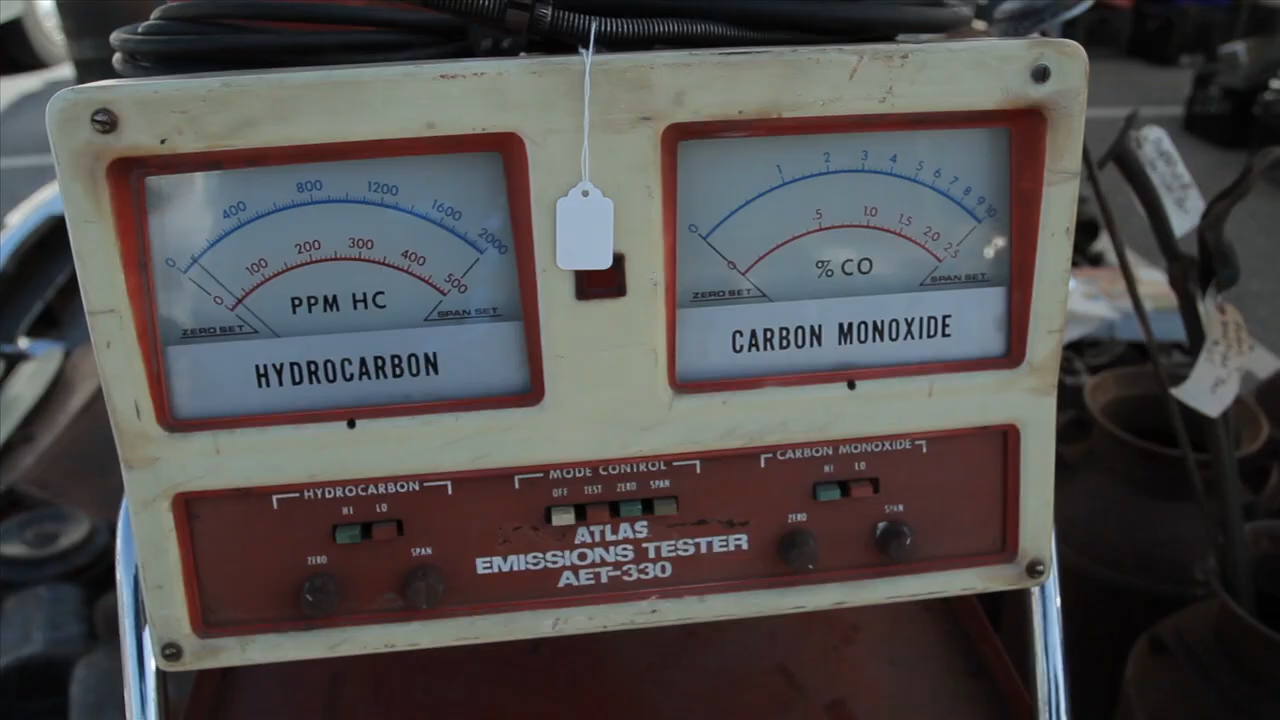 0 400 800 1200 1600 2000
0 100 200 300 400 500
PPM HC
ZERO SET SPAN SET
HYDROCARBON
0 1 2 3 4 5 6 7 8 9 10
0 .5 1.0 1.5 2.0 2.5
% CO
ZERO SET SPAN SET
CARBON MONOXIDE
HYDROCARBON
HI LO
ZERO SPAN
MODE CONTROL
OFF TEST ZERO SPAN
CARBON MONOXIDE
HI LO
ZERO SPAN
ATLAS
EMISSIONS TESTER
AET-330